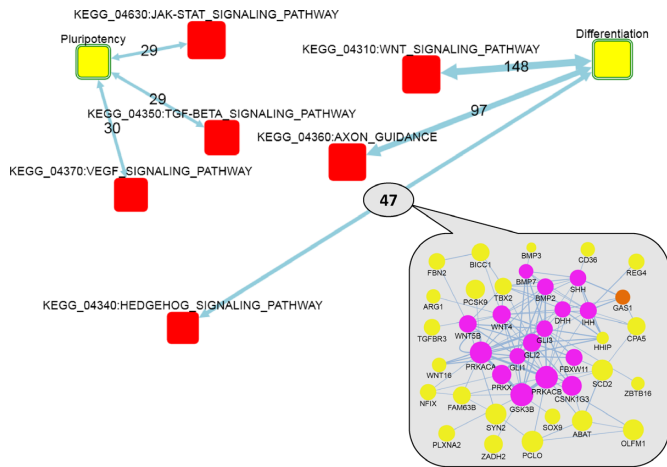 KEGG_04630:JAK-STAT_SIGNALING_PATHWAY
Pluripotency
29
KEGG_04310:WNT_SIGNALING_PATHWAY
Differentiation
148
29
KEGG_04350:TGF-BETA_SIGNALING_PATHWAY
30
97
KEGG_04360:AXON_GUIDANCE
KEGG_04370:VEGF_SIGNALING_PATHWAY
47
KEGG_04340:HEDGEHOG_SIGNALING_PATHWAY
BMP3
CD36
FBN2
BICC1
BMP7
SHH
REG4
ARG1
PCSK9
TBX2
BMP2
GAS1
TGFBR3
WNT5B
WNT4
DHH
IHH
CPA5
GLI3
HHIP
GLI2
WNT16
PRKACA
GLI1
FBXW11
PRKX
PRKACB
SCD2
ZBTB16
NFIX
FAM63B
GSK3B
CSNK1G3
SYN2
SOX9
ABAT
PLXNA2
ZADH2
PCLO
OLFM1